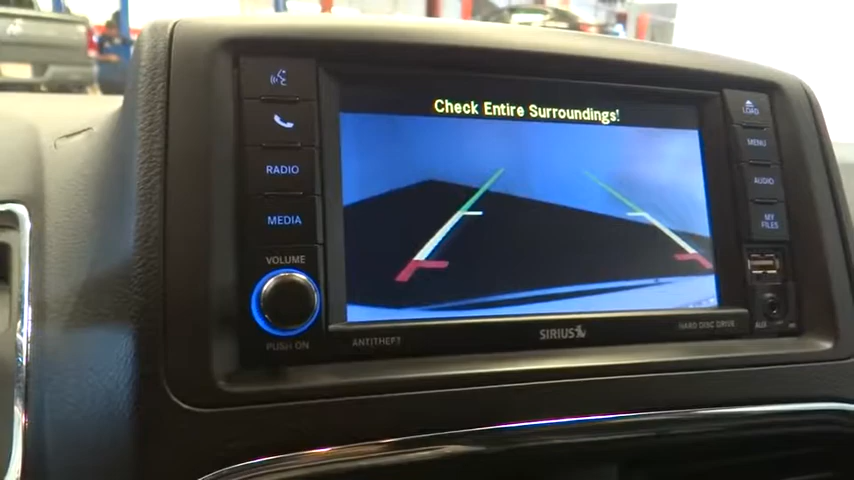 Check Entire Surroundings!
LOAD
MENU
RADIO
AUDIO
MEDIA
MY
FILES
VOLUME
PUSH ON
ANTITHEFT
SIRIUS
HARD DISC DRIVE
AUX